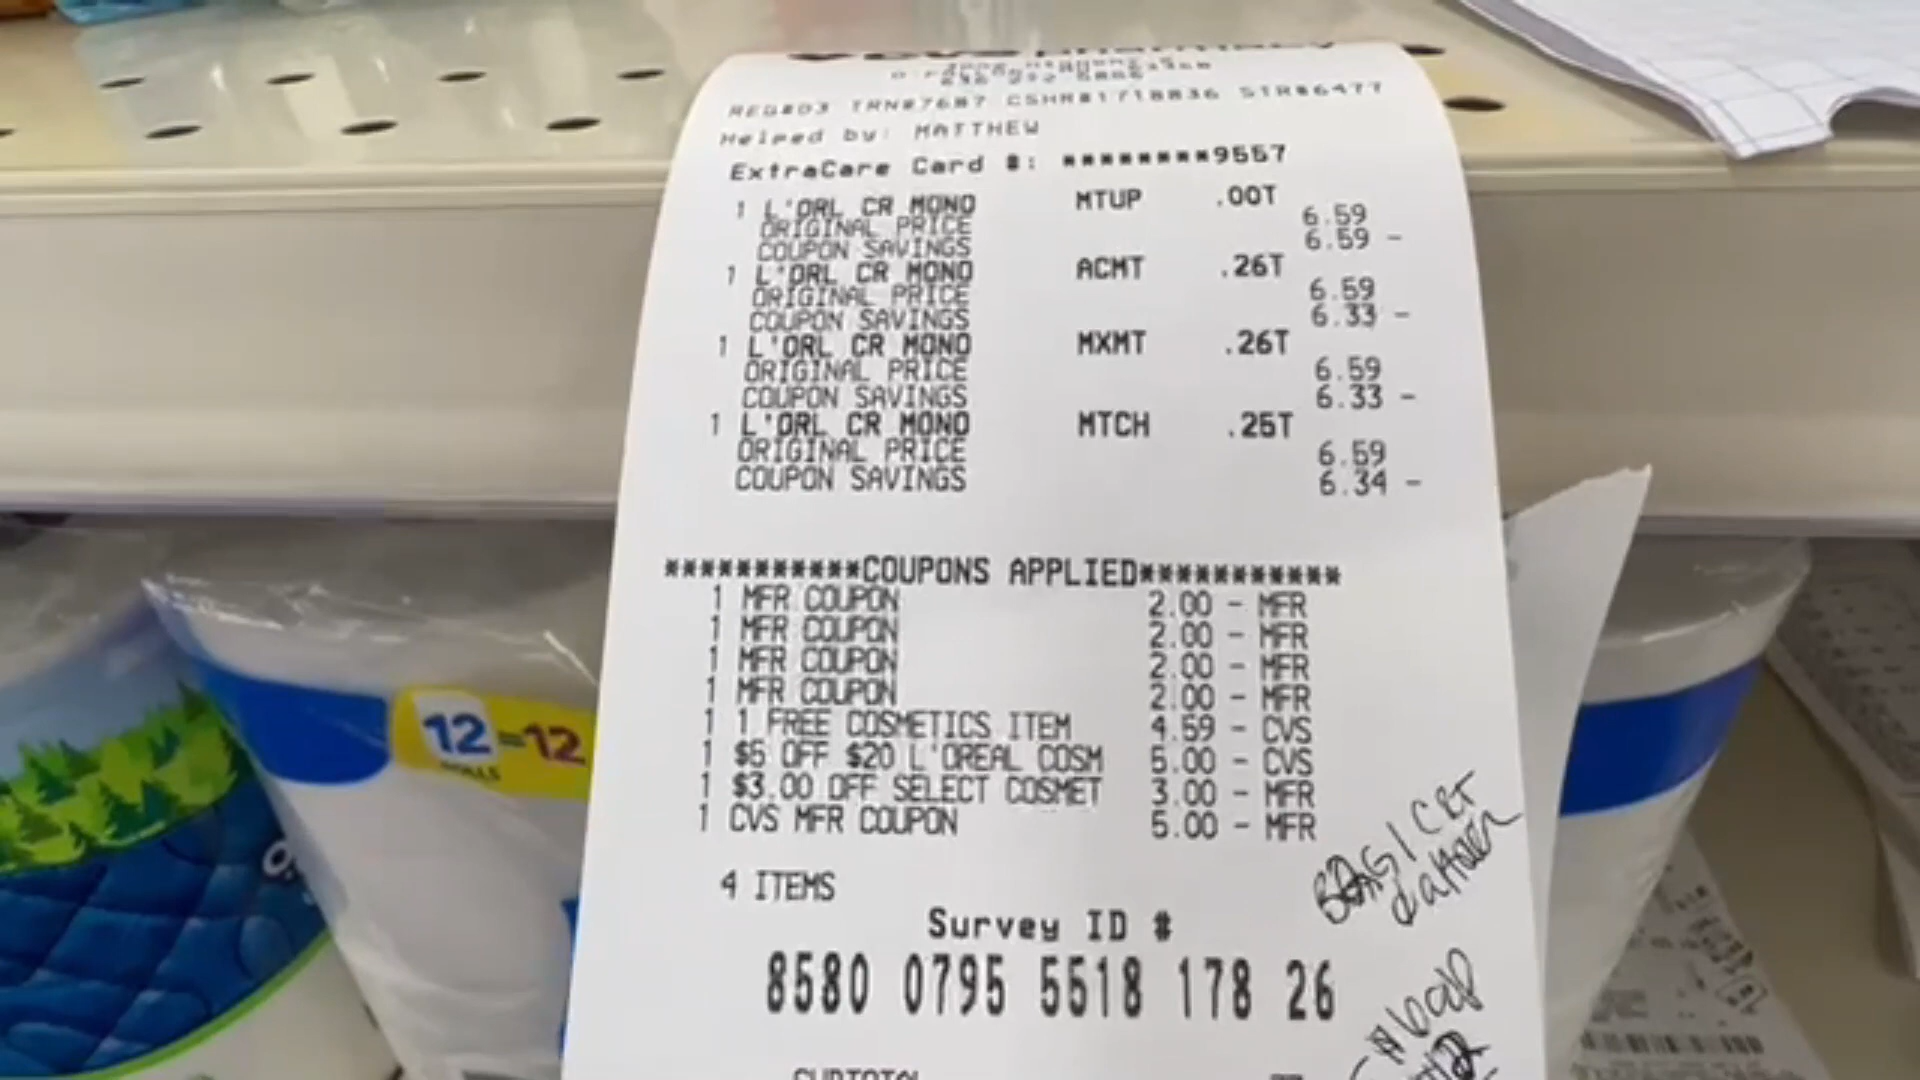 CVS pharmacy
REG#03 TRN#7687 CSHR#1718836 STR#6477
Helped by: MATTHEW
ExtraCare Card #: ********9557
1 L'ORL CR MONO MTUP .00T
ORIGINAL PRICE 6.59
COUPON SAVINGS 6.59 -
1 L'ORL CR MONO ACMT .26T
ORIGINAL PRICE 6.59
COUPON SAVINGS 6.33 -
1 L'ORL CR MONO MXMT .26T
ORIGINAL PRICE 6.59
COUPON SAVINGS 6.33 -
1 L'ORL CR MONO MTCH .25T
ORIGINAL PRICE 6.59
COUPON SAVINGS 6.34 -
***********COUPONS APPLIED***********
1 MFR COUPON 2.00 - MFR
1 MFR COUPON 2.00 - MFR
1 MFR COUPON 2.00 - MFR
1 MFR COUPON 2.00 - MFR
1 1 FREE COSMETICS ITEM 4.59 - CVS
1 $5 OFF $20 L'OREAL COSM 5.00 - CVS
1 $3.00 OFF SELECT COSMET 3.00 - MFR
1 CVS MFR COUPON 5.00 - MFR
4 ITEMS
Survey ID #
8580 0795 5518 178 26
SUBTOTAL
12=12
ROLLS